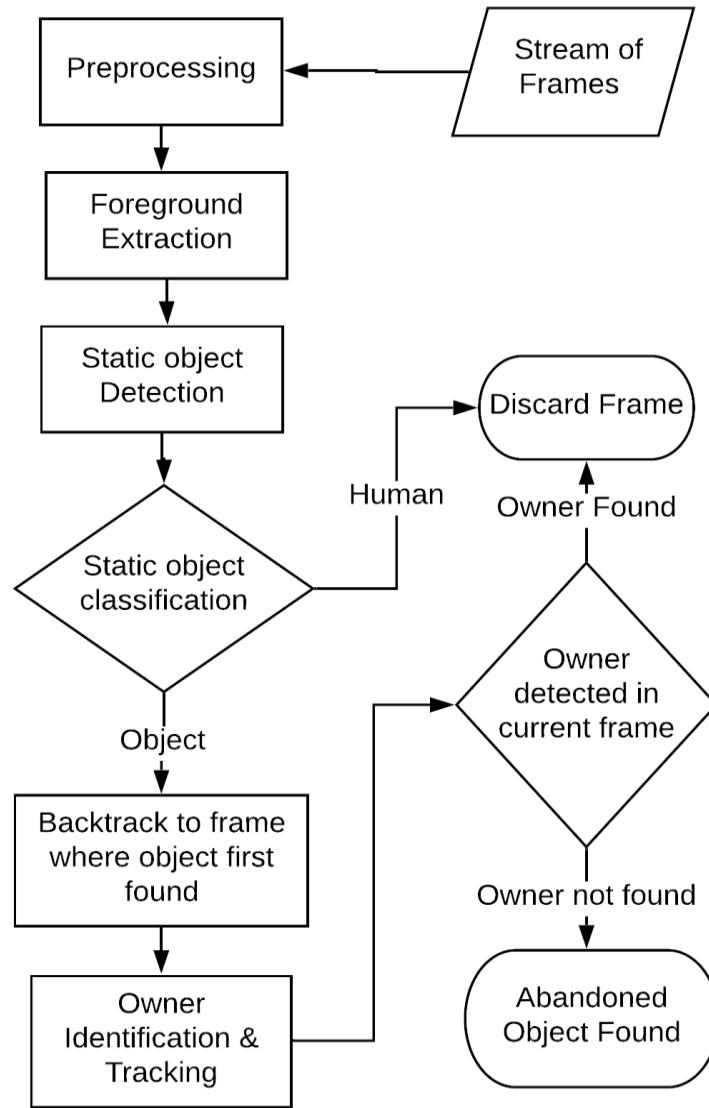 Preprocessing
Stream of
Frames
Foreground
Extraction
Static object
Detection
Discard Frame
Human
Owner Found
Static object
classification
Owner
detected in
current frame
Object
Backtrack to frame
where object first
found
Owner not found
Owner
Identification &
Tracking
Abandoned
Object Found